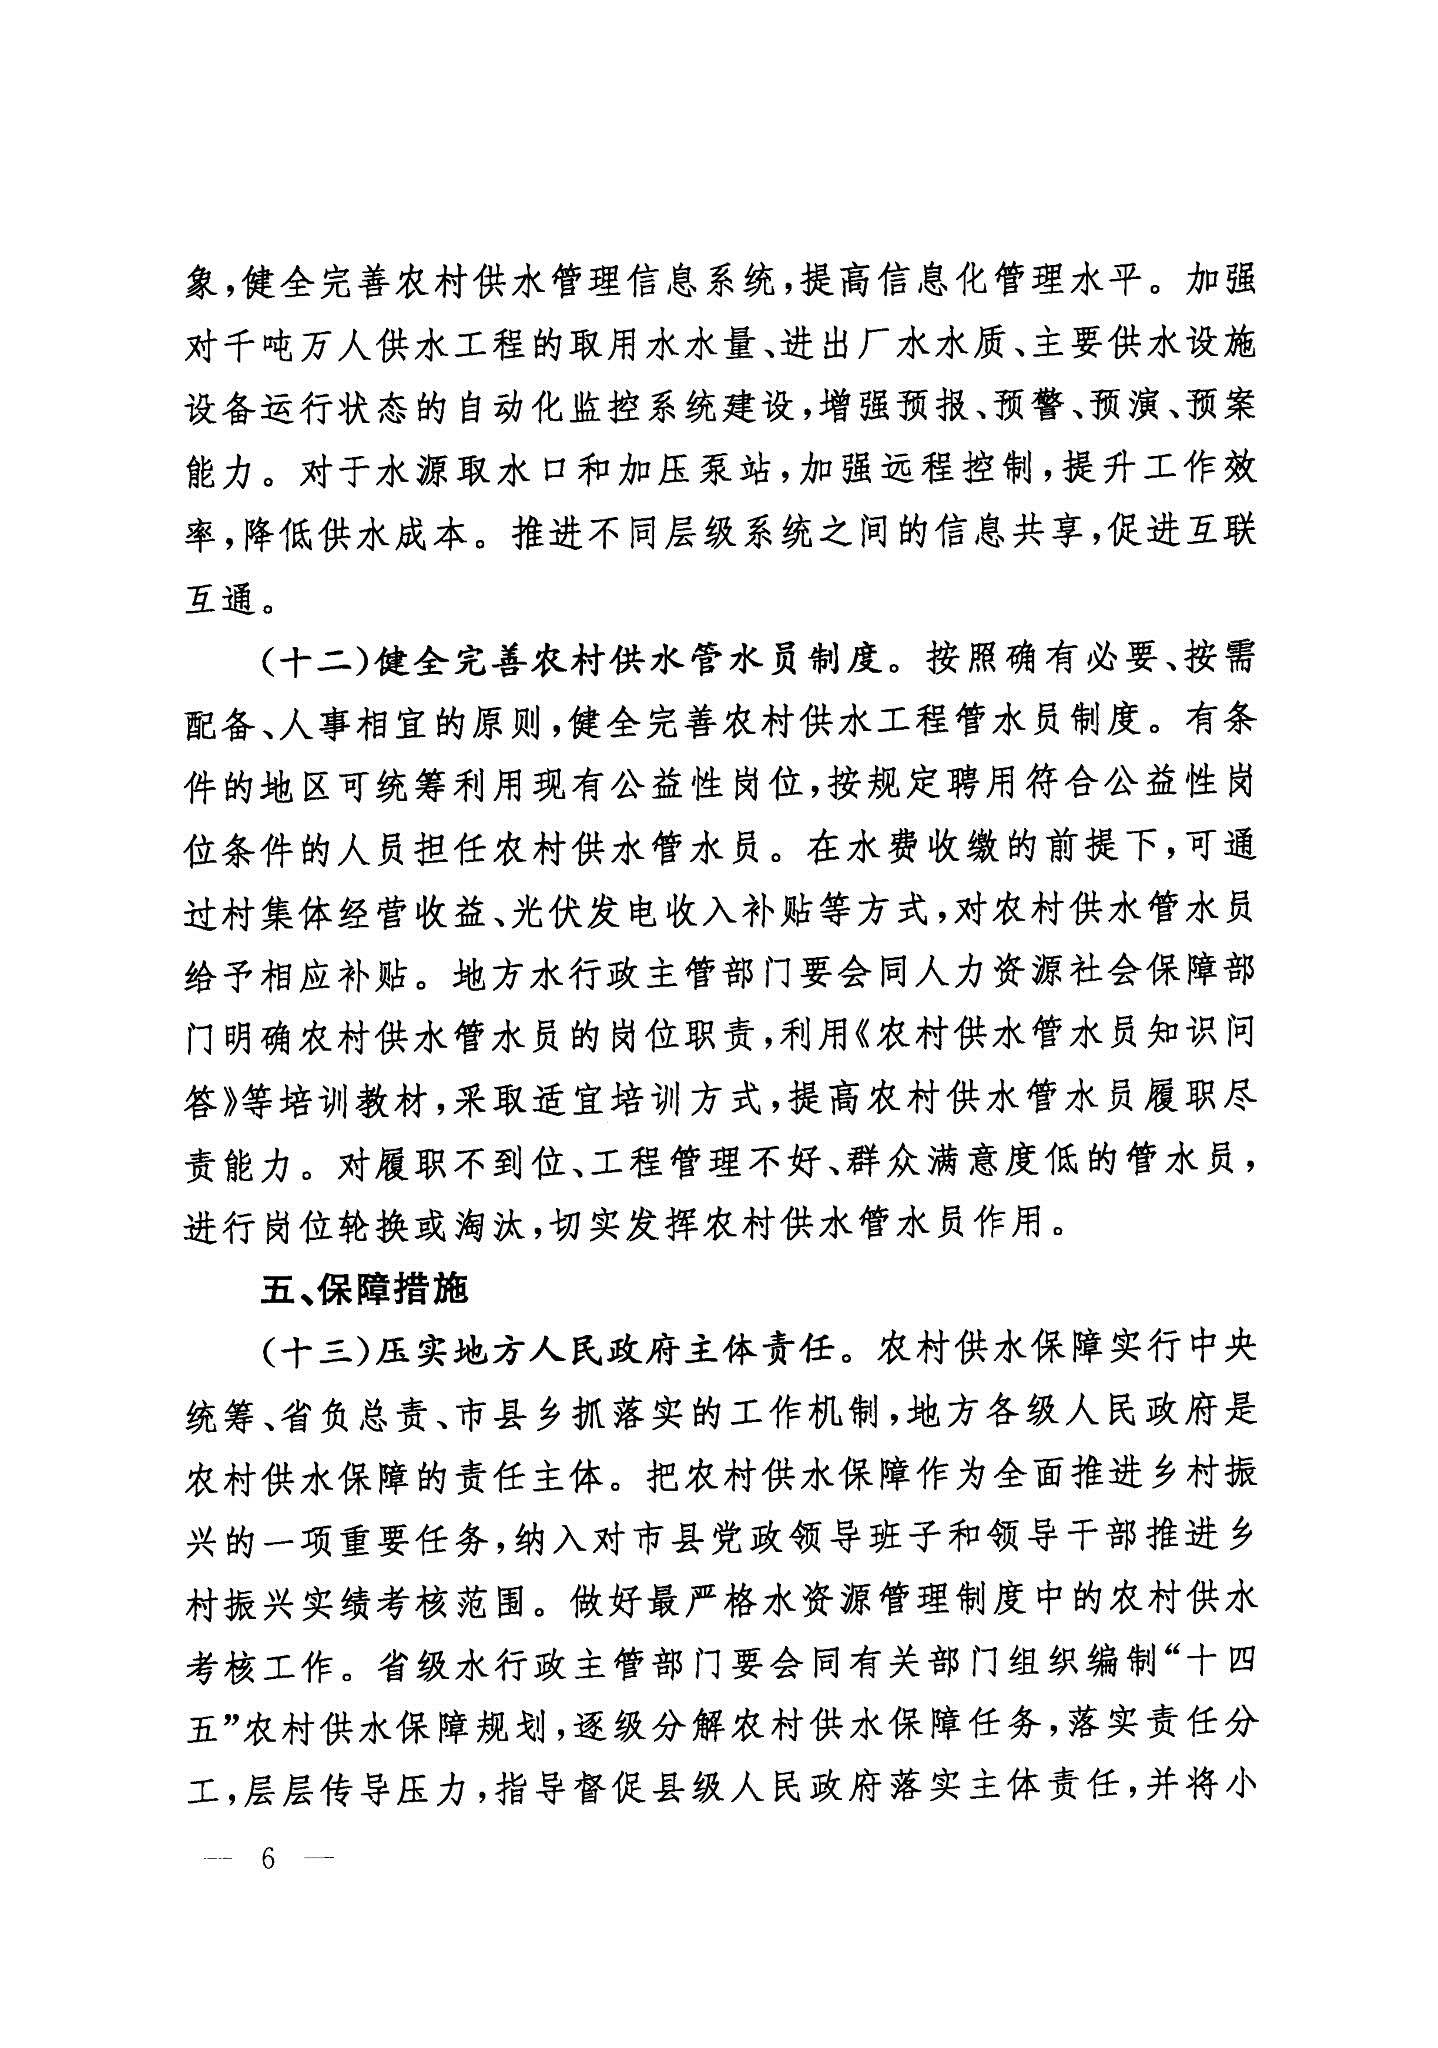 象,健全完善农村供水管理信息系统,提高信息化管理水平。加强
对千吨万人供水工程的取用水水量、进出厂水水质、主要供水设施
设备运行状态的自动化监控系统建设,增强预报、预警、预演、预案
能力。对于水源取水口和加压泵站,加强远程控制,提升工作效
率,降低供水成本。推进不同层级系统之间的信息共享,促进互联
互通。
(十二)健全完善农村供水管水员制度。按照确有必要、按需
配备、人事相宜的原则,健全完善农村供水工程管水员制度。有条
件的地区可统筹利用现有公益性岗位,按规定聘用符合公益性岗
位条件的人员担任农村供水管水员。在水费收缴的前提下,可通
过村集体经营收益、光伏发电收入补贴等方式,对农村供水管水员
给予相应补贴。地方水行政主管部门要会同人力资源社会保障部
门明确农村供水管水员的岗位职责,利用《农村供水管水员知识问
答》等培训教材,采取适宜培训方式,提高农村供水管水员履职尽
责能力。对履职不到位、工程管理不好、群众满意度低的管水员,
进行岗位轮换或淘汰,切实发挥农村供水管水员作用。
五、保障措施
(十三)压实地方人民政府主体责任。农村供水保障实行中央
统筹、省负总责、市县乡抓落实的工作机制,地方各级人民政府是
农村供水保障的责任主体。把农村供水保障作为全面推进乡村振
兴的一项重要任务,纳入对市县党政领导班子和领导干部推进乡
村振兴实绩考核范围。做好最严格水资源管理制度中的农村供水
考核工作。省级水行政主管部门要会同有关部门组织编制“十四
五”农村供水保障规划,逐级分解农村供水保障任务,落实责任分
工,层层传导压力,指导督促县级人民政府落实主体责任,并将小
— 6 —